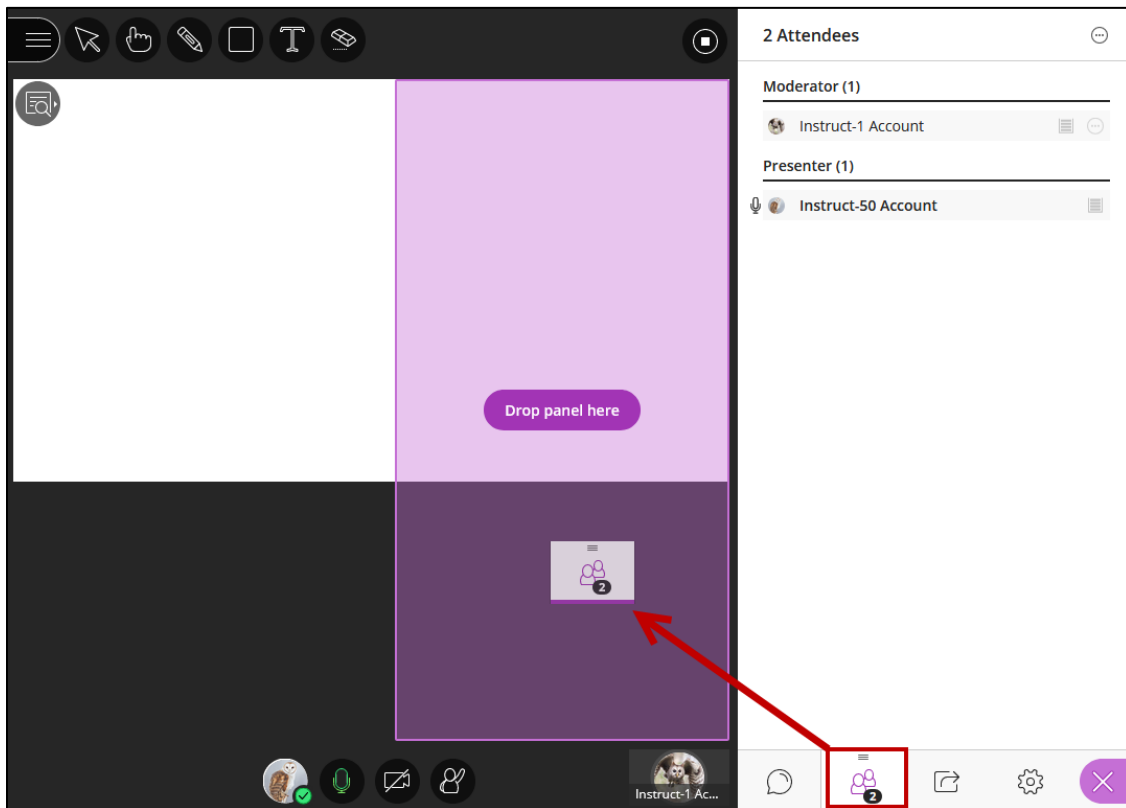 2 Attendees
Moderator (1)
Instruct-1 Account
Presenter (1)
Instruct-50 Account
Drop panel here
2
Instruct-1 Ac...
2